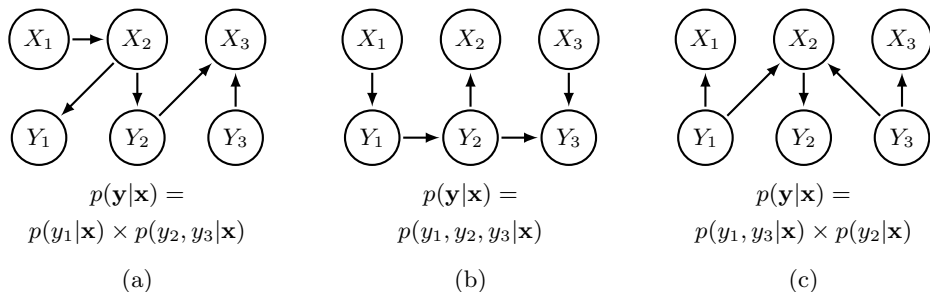 X₁ X₂ X₃
Y₁ Y₂ Y₃
p(y|x) =
p(y₁|x) × p(y₂, y₃|x)
(a)
X₁ X₂ X₃
Y₁ Y₂ Y₃
p(y|x) =
p(y₁, y₂, y₃|x)
(b)
X₁ X₂ X₃
Y₁ Y₂ Y₃
p(y|x) =
p(y₁, y₃|x) × p(y₂|x)
(c)